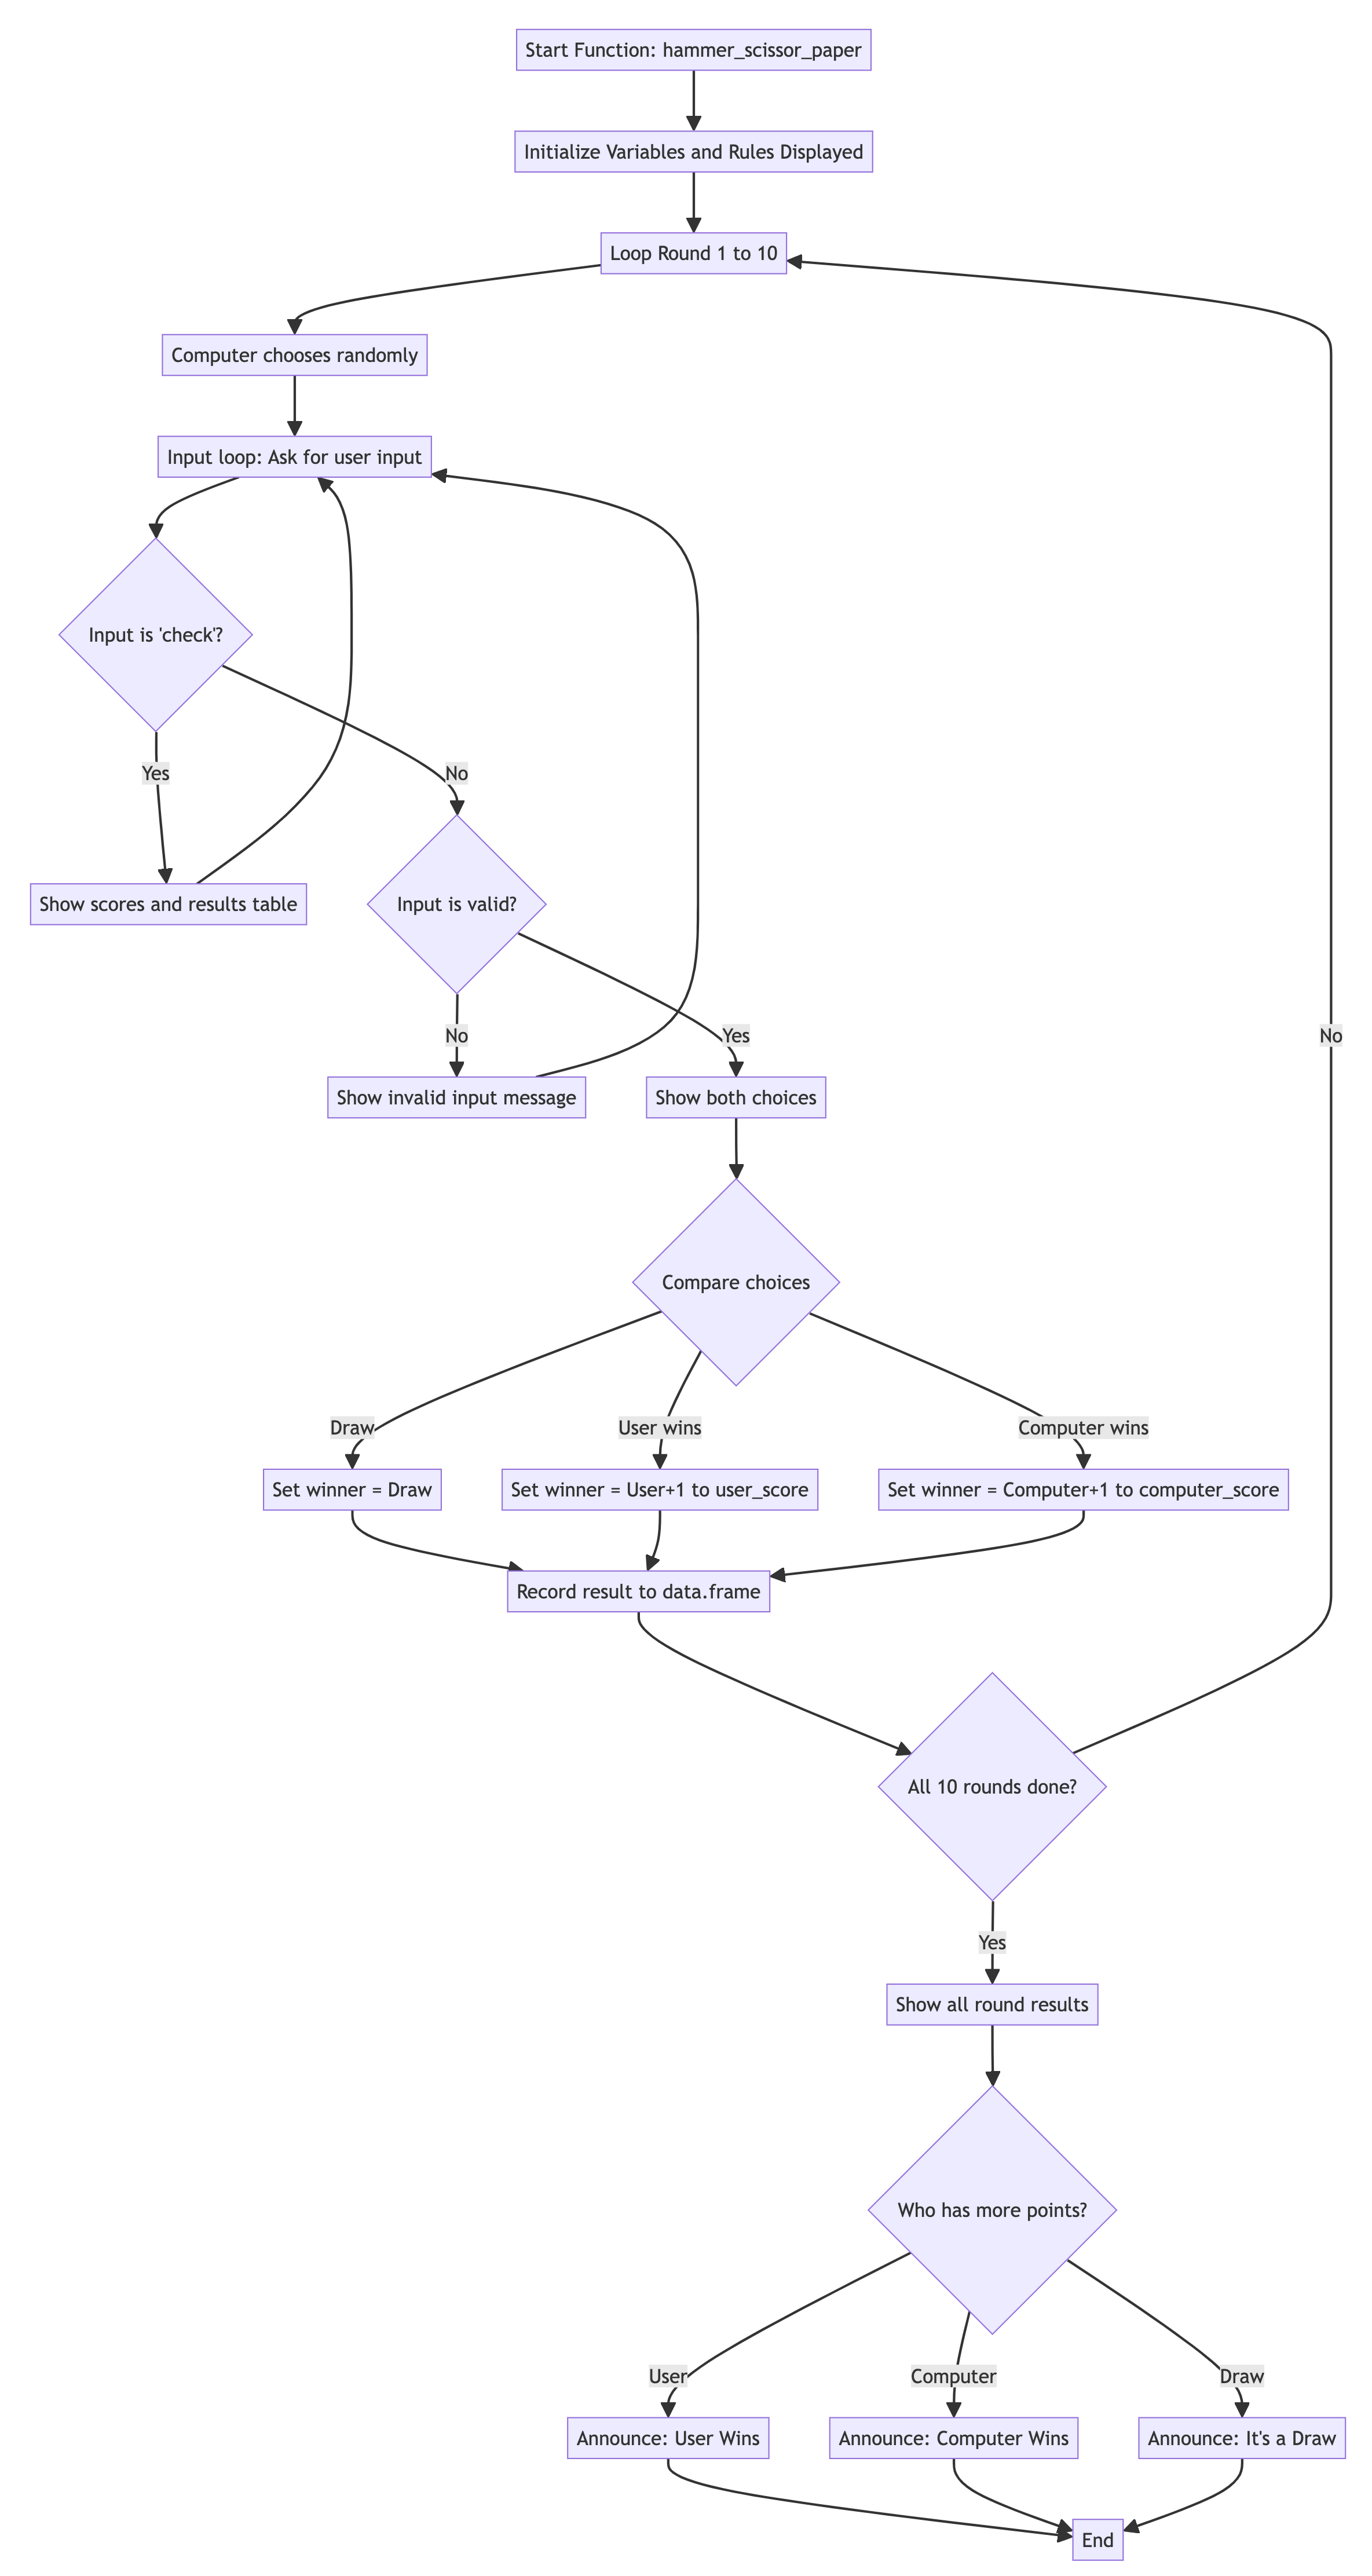 Start Function: hammer_scissor_paper
Initialize Variables and Rules Displayed
Loop Round 1 to 10
Computer chooses randomly
Input loop: Ask for user input
Input is 'check'?
Yes
No
Show scores and results table
Input is valid?
No
Yes
No
Show invalid input message
Show both choices
Compare choices
Draw
User wins
Computer wins
Set winner = Draw
Set winner = User+1 to user_score
Set winner = Computer+1 to computer_score
Record result to data.frame
All 10 rounds done?
Yes
Show all round results
Who has more points?
User
Computer
Draw
Announce: User Wins
Announce: Computer Wins
Announce: It's a Draw
End